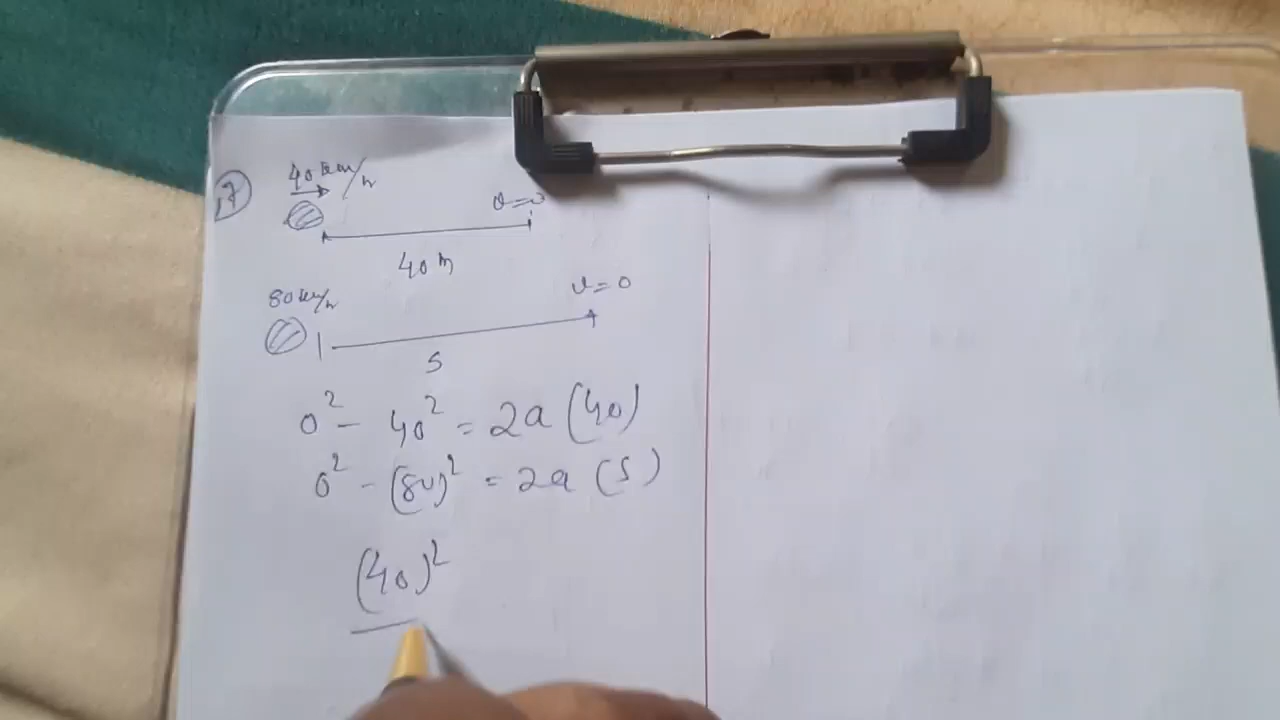 17
40 km/h
v=0
40 m
80 km/h
v=0
s
0² - 40² = 2a (40)
0² - (80)² = 2a (s)
(40)²